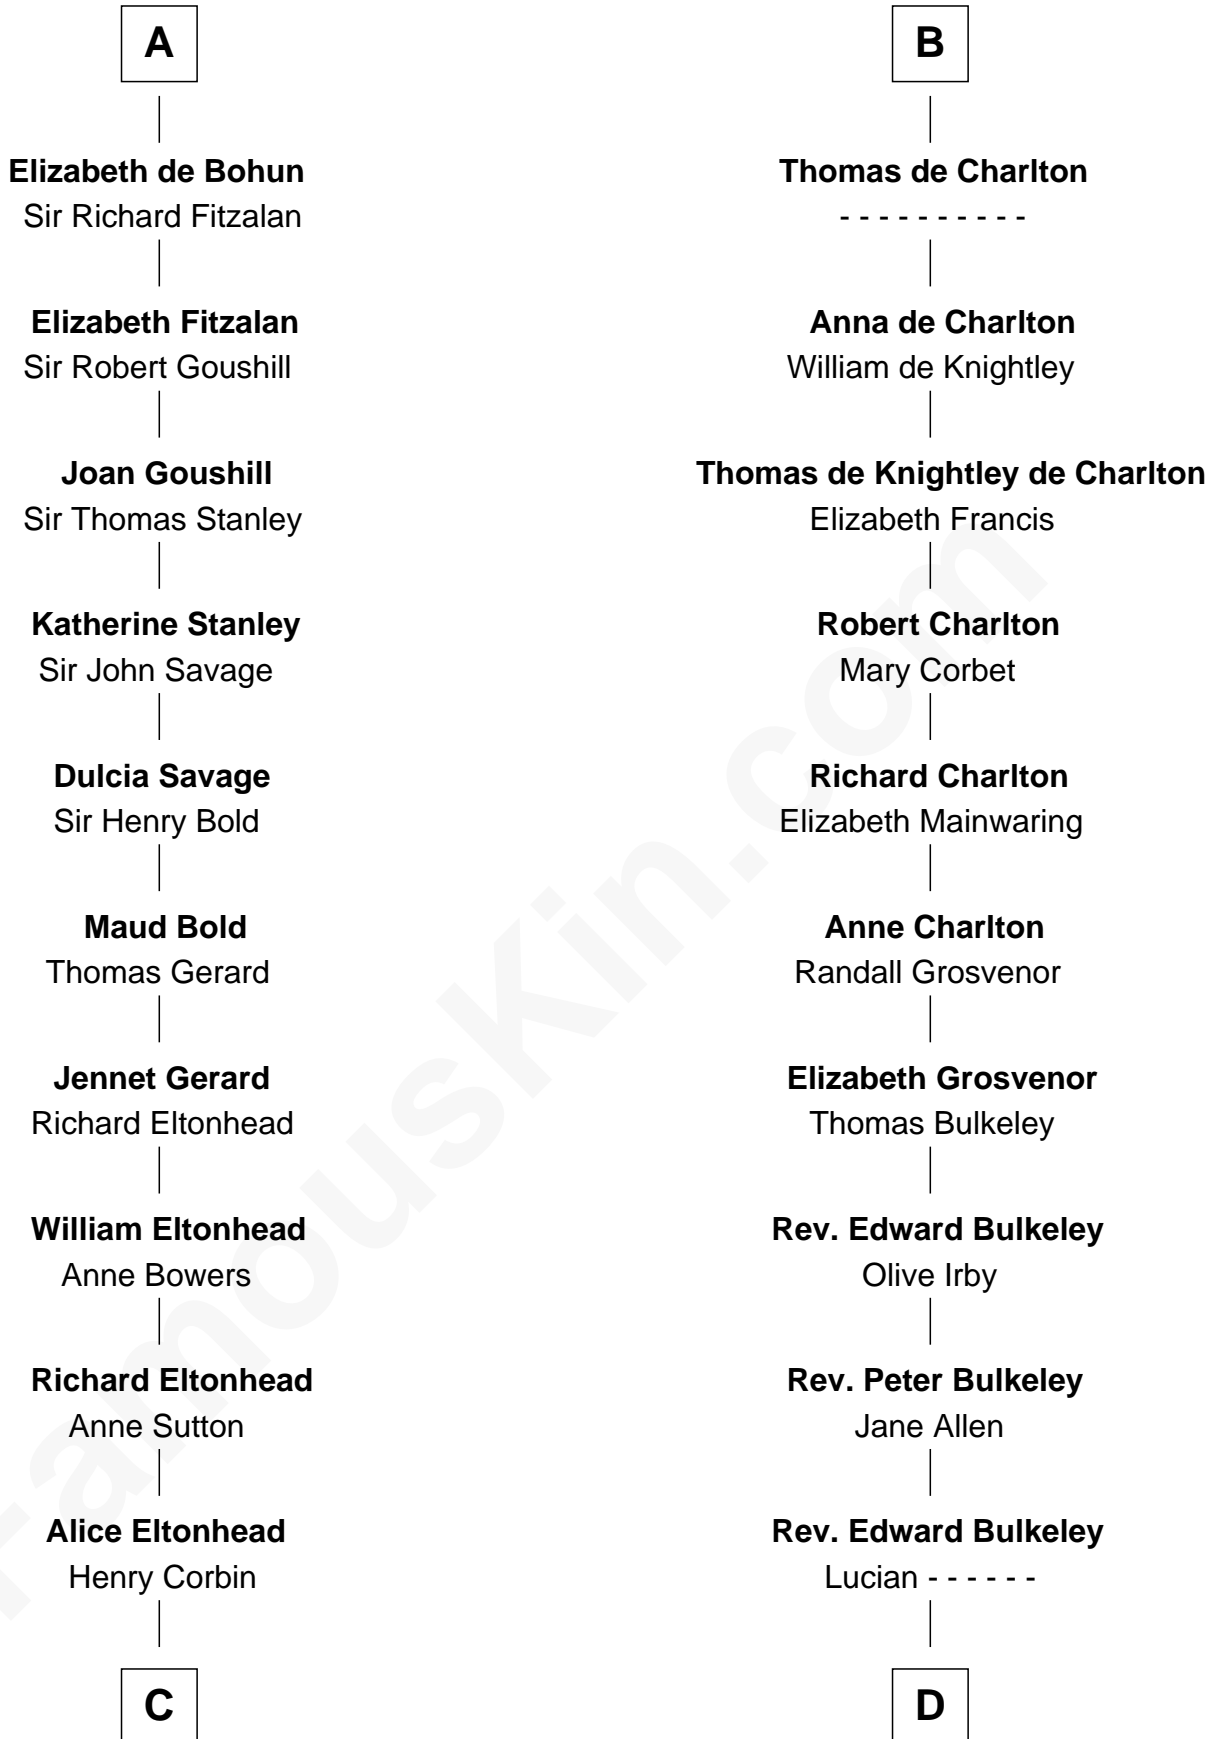 A
Elizabeth de Bohun
Sir Richard Fitzalan
Elizabeth Fitzalan
Sir Robert Goushill
Joan Goushill
Sir Thomas Stanley
Katherine Stanley
Sir John Savage
Dulcia Savage
Sir Henry Bold
Maud Bold
Thomas Gerard
Jennet Gerard
Richard Eltonhead
William Eltonhead
Anne Bowers
Richard Eltonhead
Anne Sutton
Alice Eltonhead
Henry Corbin
C
B
Thomas de Charlton
- - - - - - - - - -
Anna de Charlton
William de Knightley
Thomas de Knightley de Charlton
Elizabeth Francis
Robert Charlton
Mary Corbet
Richard Charlton
Elizabeth Mainwaring
Anne Charlton
Randall Grosvenor
Elizabeth Grosvenor
Thomas Bulkeley
Rev. Edward Bulkeley
Olive Irby
Rev. Peter Bulkeley
Jane Allen
Rev. Edward Bulkeley
Lucian - - - - - -
D
FamousKin.com